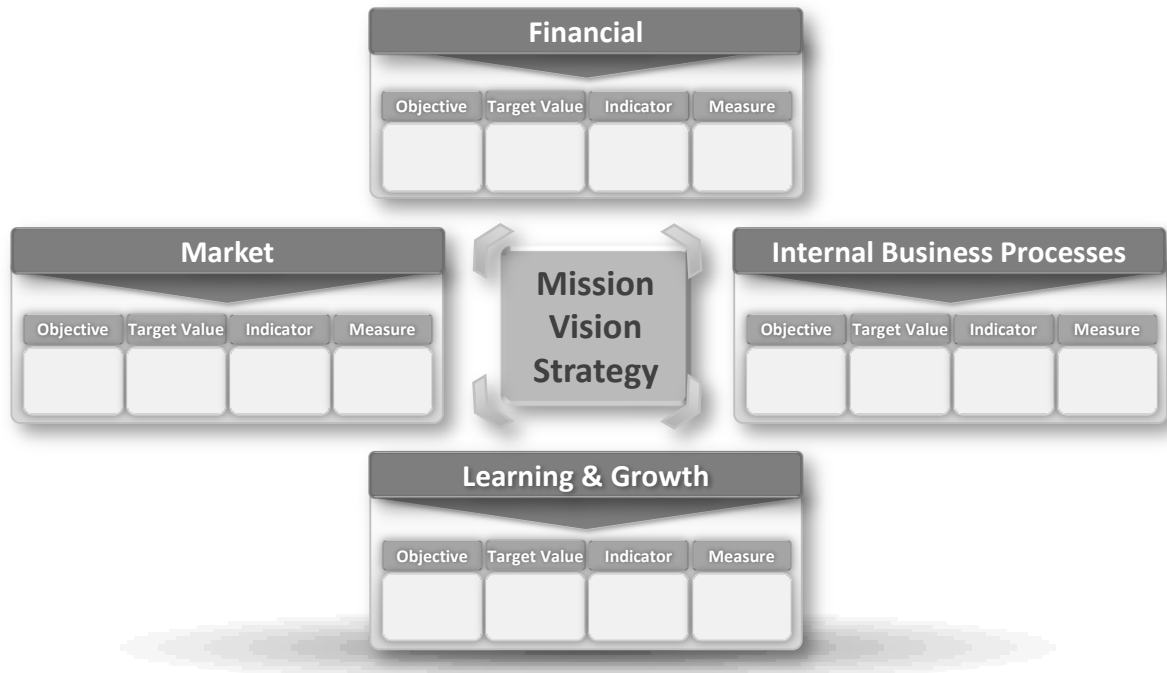 Financial
Objective Target Value Indicator Measure
Market
Objective Target Value Indicator Measure
Mission
Vision
Strategy
Internal Business Processes
Objective Target Value Indicator Measure
Learning & Growth
Objective Target Value Indicator Measure